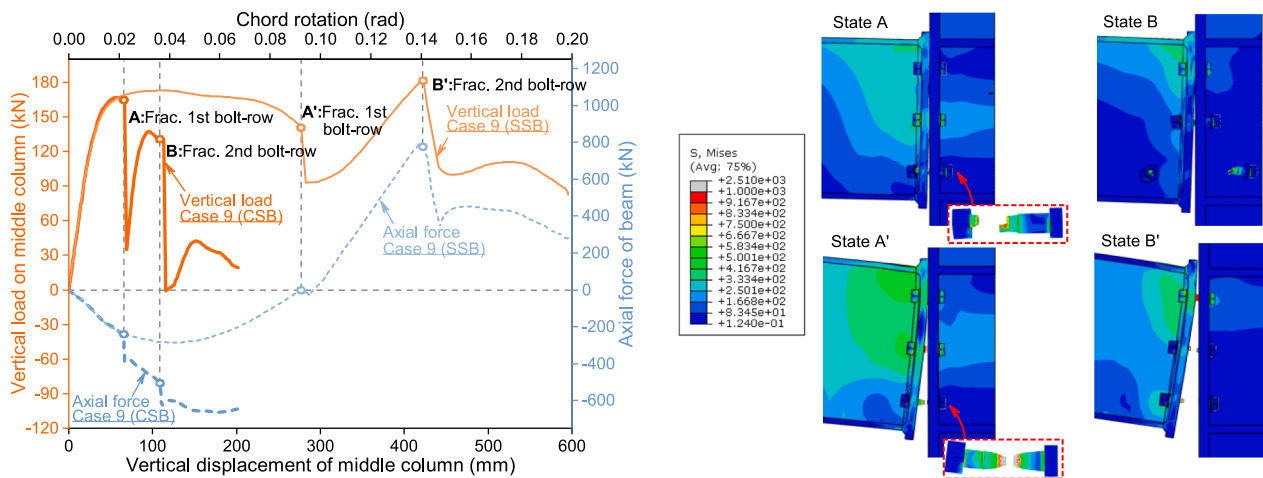 Chord rotation (rad)
0.00 0.02 0.04 0.06 0.08 0.10 0.12 0.14 0.16 0.18 0.20
Vertical load on middle column (kN)
180
150
120
90
60
30
0
-30
-60
-90
-120
A:Frac. 1st bolt-row
B:Frac. 2nd bolt-row
Vertical load
Case 9 (CSB)
A':Frac. 1st
bolt-row
B':Frac. 2nd bolt-row
Vertical load
Case 9 (SSB)
Axial force
Case 9 (SSB)
Axial force
Case 9 (CSB)
1200
1000
800
600
400
200
0
-200
-400
-600
Axial force of beam (kN)
0 100 200 300 400 500 600
Vertical displacement of middle column (mm)
S, Mises
(Avg: 75%)
+2.510e+03
+1.000e+03
+9.167e+02
+8.334e+02
+7.500e+02
+6.667e+02
+5.834e+02
+5.001e+02
+4.167e+02
+3.334e+02
+2.501e+02
+1.668e+02
+8.345e+01
+1.240e-01
State A
State B
State A'
State B'